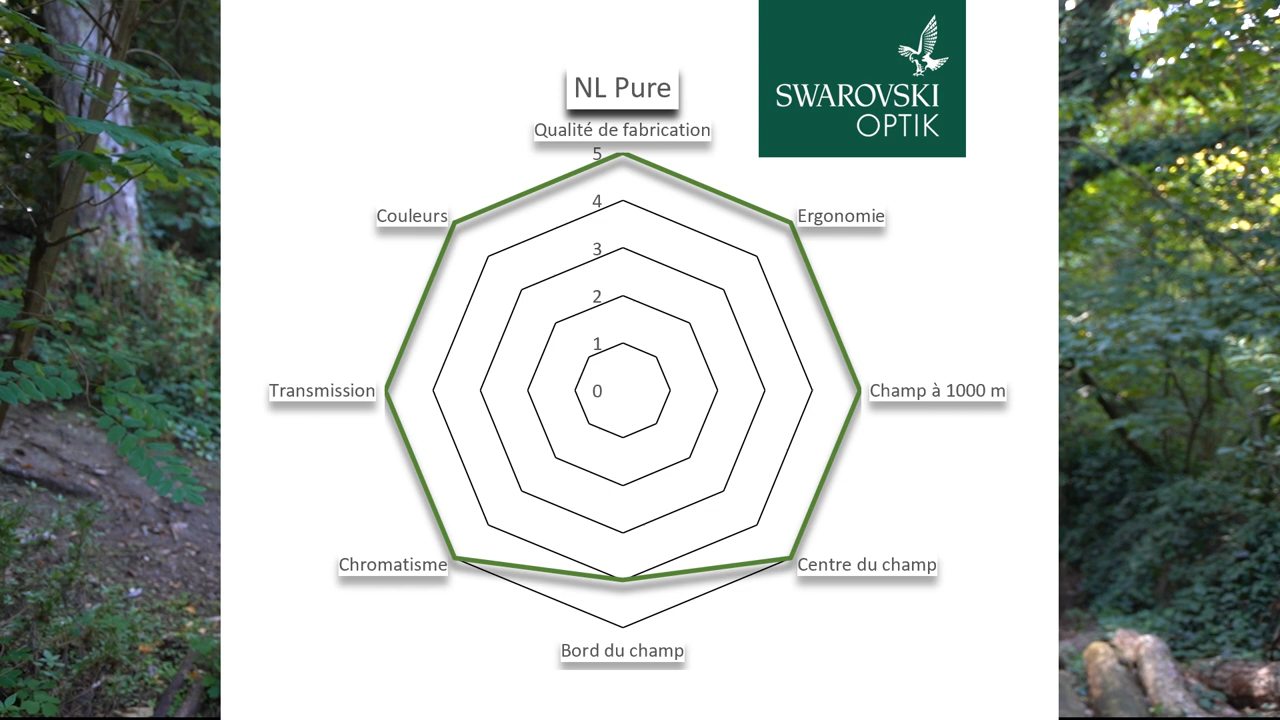 SWAROVSKI
OPTIK
NL Pure
Qualité de fabrication
5
Couleurs
4
Ergonomie
3
2
1
Transmission
0
Champ à 1000 m
Chromatisme
Centre du champ
Bord du champ